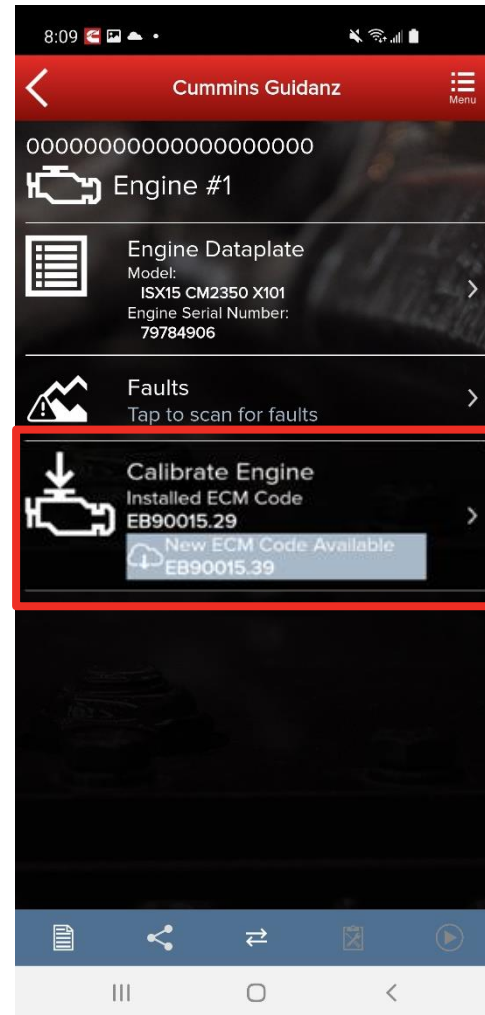 8:09
Cummins Guidanz
Menu
00000000000000000000
Engine #1
Engine Dataplate
Model:
ISX15 CM2350 X101
Engine Serial Number:
79784906
Faults
Tap to scan for faults
Calibrate Engine
Installed ECM Code
EB90015.29
New ECM Code Available
EB90015.39